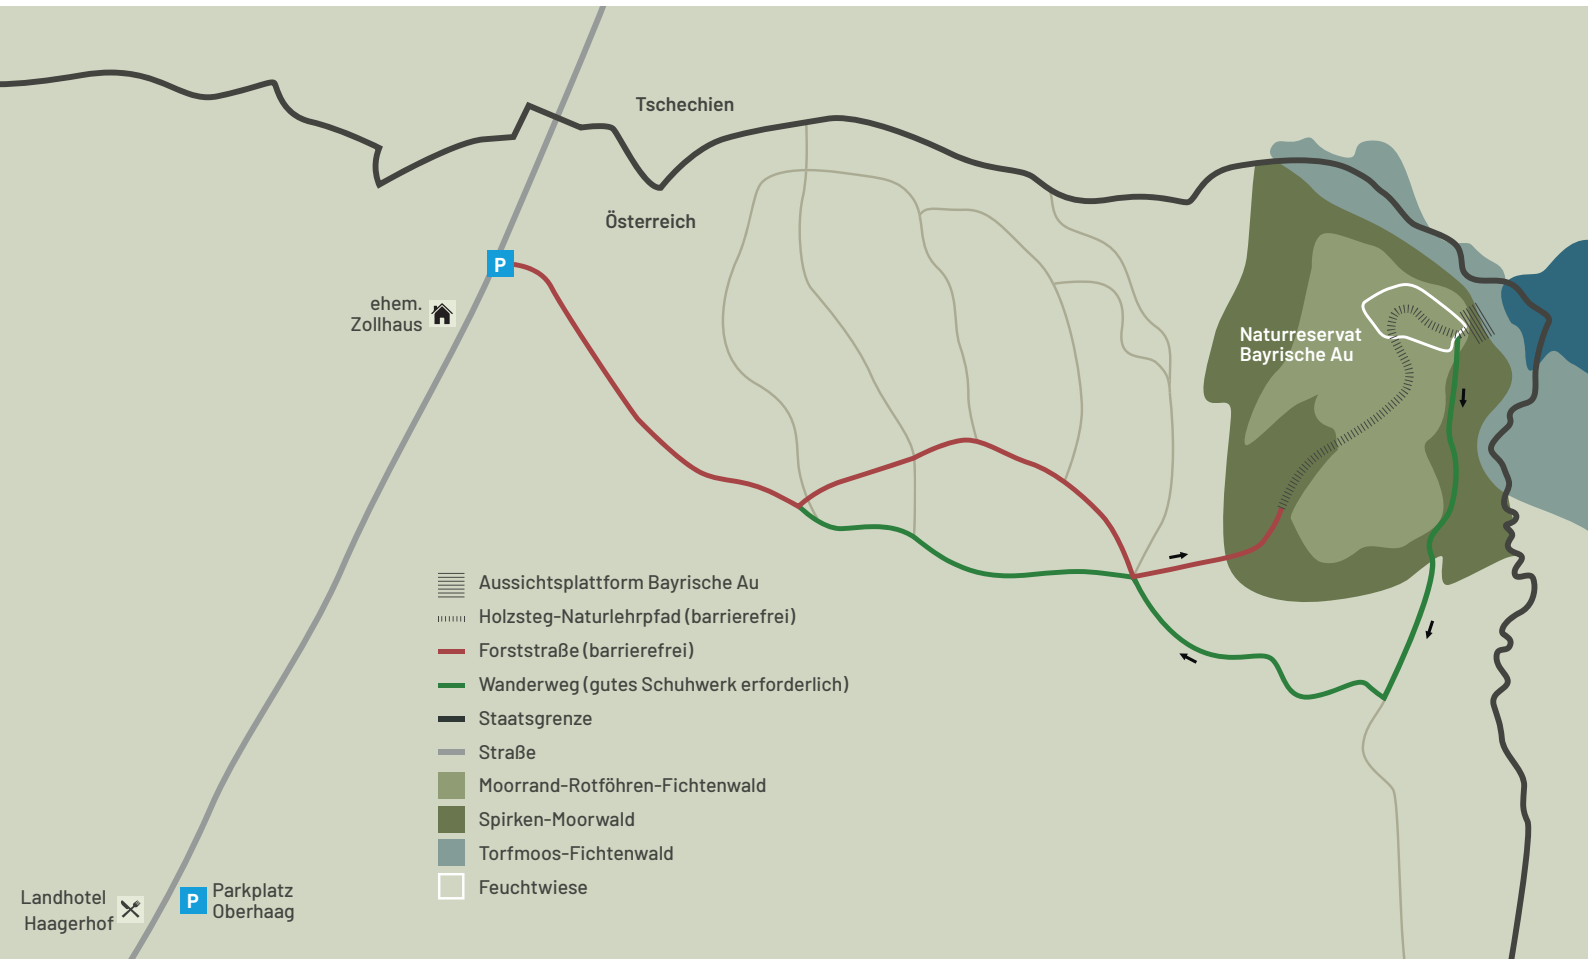 Tschechien
Österreich
P
ehem.
Zollhaus
Naturreservat
Bayrische Au
Aussichtsplattform Bayrische Au
Holzsteg-Naturlehrpfad (barrierefrei)
Forststraße (barrierefrei)
Wanderweg (gutes Schuhwerk erforderlich)
Staatsgrenze
Straße
Moorrand-Rotföhren-Fichtenwald
Spirken-Moorwald
Torfmoos-Fichtenwald
Feuchtwiese
Landhotel
Haagerhof
P
Parkplatz
Oberhaag